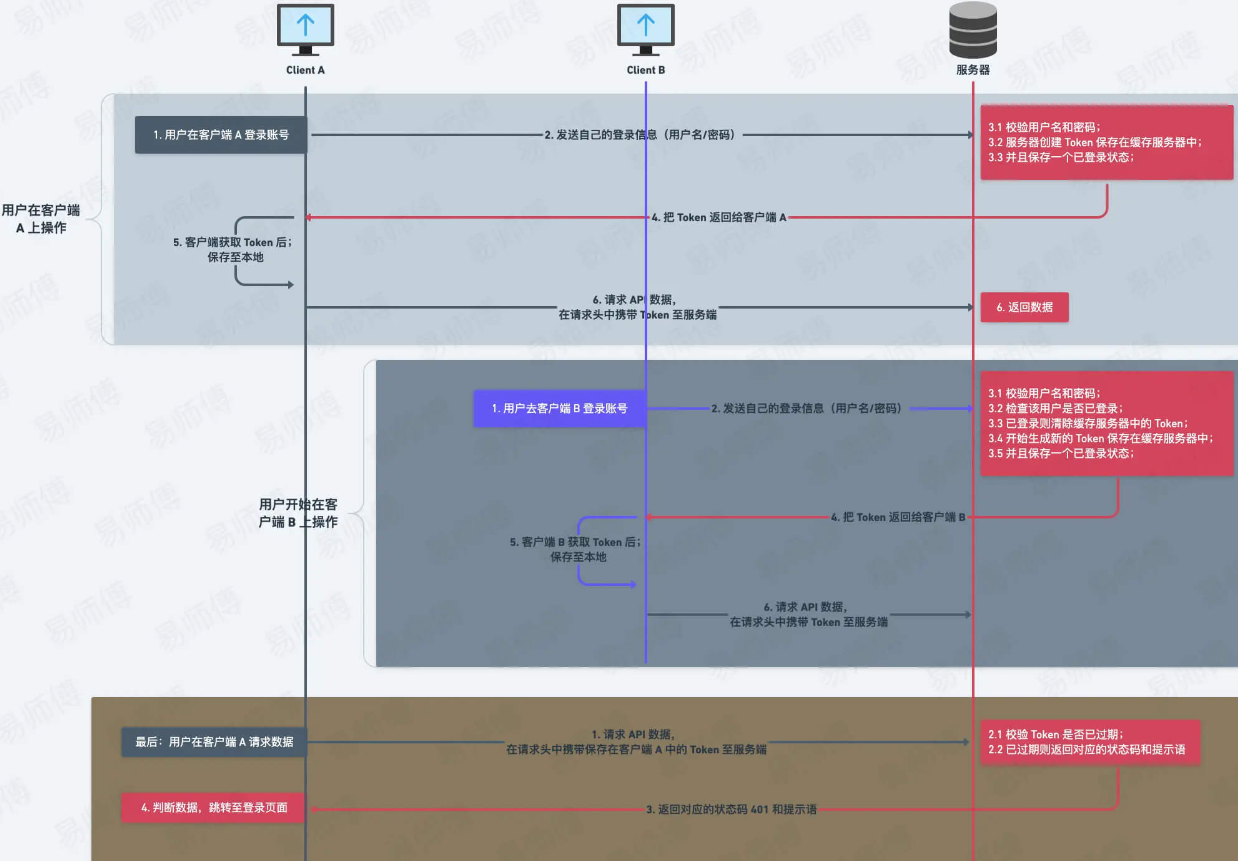 Client A
Client B
服务器
用户在客户端
A 上操作
1. 用户在客户端 A 登录账号
2. 发送自己的登录信息（用户名/密码）
3.1 校验用户名和密码；
3.2 服务器创建 Token 保存在缓存服务器中；
3.3 并且保存一个已登录状态；
4. 把 Token 返回给客户端 A
5. 客户端获取 Token 后；
保存至本地
6. 请求 API 数据，
在请求头中携带 Token 至服务端
6. 返回数据
用户开始在客
户端 B 上操作
1. 用户去客户端 B 登录账号
2. 发送自己的登录信息（用户名/密码）
3.1 校验用户名和密码；
3.2 检查该用户是否已登录；
3.3 已登录则清除缓存服务器中的 Token；
3.4 开始生成新的 Token 保存在缓存服务器中；
3.5 并且保存一个已登录状态；
4. 把 Token 返回给客户端 B
5. 客户端 B 获取 Token 后；
保存至本地
6. 请求 API 数据，
在请求头中携带 Token 至服务端
最后：用户在客户端 A 请求数据
1. 请求 API 数据，
在请求头中携带保存在客户端 A 中的 Token 至服务端
2.1 校验 Token 是否已过期；
2.2 已过期则返回对应的状态码和提示语
3. 返回对应的状态码 401 和提示语
4. 判断数据，跳转至登录页面
易师傅